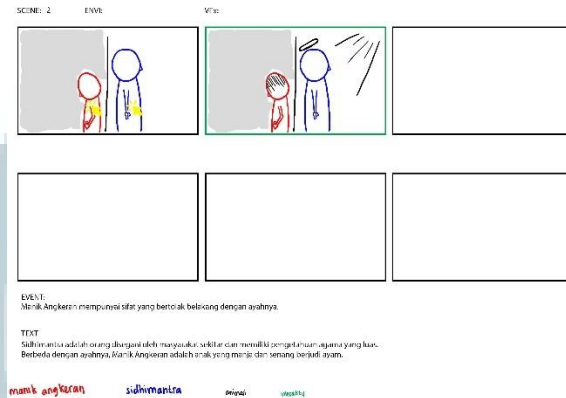 SCENE: 2 ENVI: VFX:
EVENT:
Manik Angkeran mempunyai sifat yang bertolak belakang dengan ayahnya.
TEXT
Sidhimantra adalah orang disegani oleh masyarakat sekitar dan memiliki pengetahuan agama yang luas.
Berbeda dengan ayahnya, Manik Angkeran adalah anak yang manja dan senang berjudi ayam.
manik angkeran sidhimantra